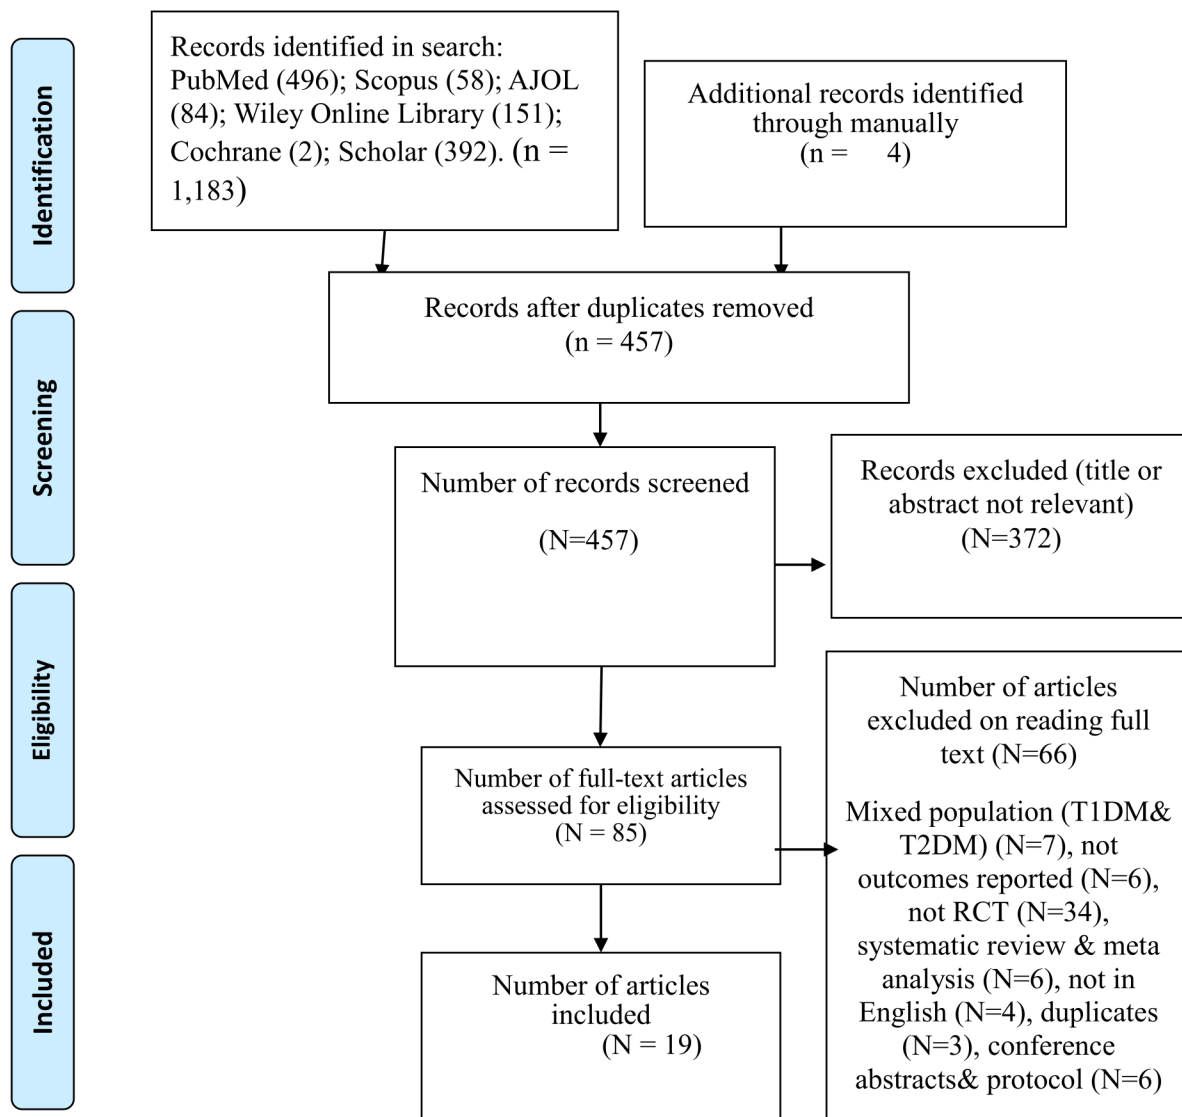 Identification
Records identified in search:
PubMed (496); Scopus (58); AJOL
(84); Wiley Online Library (151);
Cochrane (2); Scholar (392). (n =
1,183)
Additional records identified
through manually
(n = 4)
Records after duplicates removed
(n = 457)
Screening
Number of records screened
(N=457)
Records excluded (title or
abstract not relevant)
(N=372)
Eligibility
Number of full-text articles
assessed for eligibility
(N = 85)
Number of articles
excluded on reading full
text (N=66)
Mixed population (T1DM&
T2DM) (N=7), not
outcomes reported (N=6),
not RCT (N=34),
systematic review & meta
analysis (N=6), not in
English (N=4), duplicates
(N=3), conference
abstracts& protocol (N=6)
Included
Number of articles
included
(N = 19)